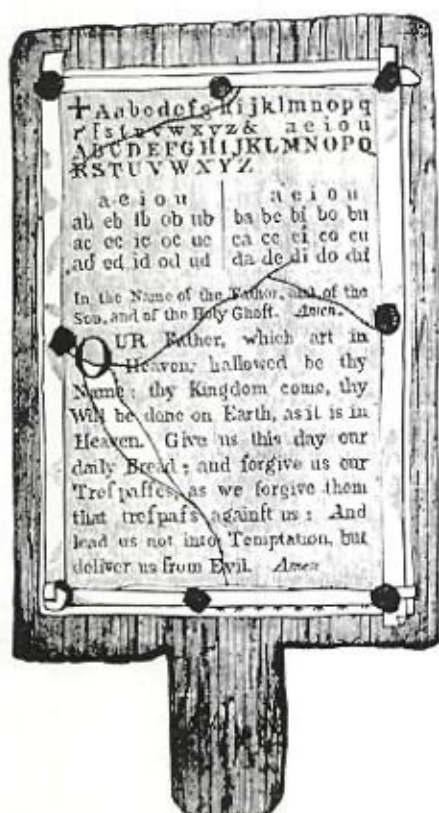 ✚Aabcdefghijklmnopq
rſstuvwxyz& aeiou
ABCDEFGHIJKLMNOPQ
RSTUVWXYZ
a e i o u a e i o u
ab eb ib ob ub ba be bi bo bu
ac ec ic oc uc ca ce ci co cu
ad ed id od ud da de di do du
In the Name of the Father, and of the
Son, and of the Holy Ghoſt. Amen.
OUR Father, which art in
Heaven, hallowed be thy
Name; thy Kingdom come, thy
Will be done on Earth, as it is in
Heaven. Give us this day our
daily Bread; and forgive us our
Treſpaſſes, as we forgive them
that treſpaſs againſt us: And
lead us not into Temptation, but
deliver us from Evil. Amen